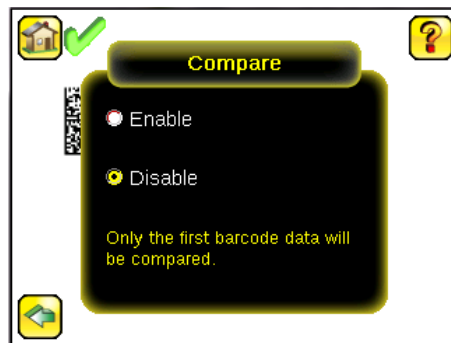 Compare
Enable
Disable
Only the first barcode data will
be compared.